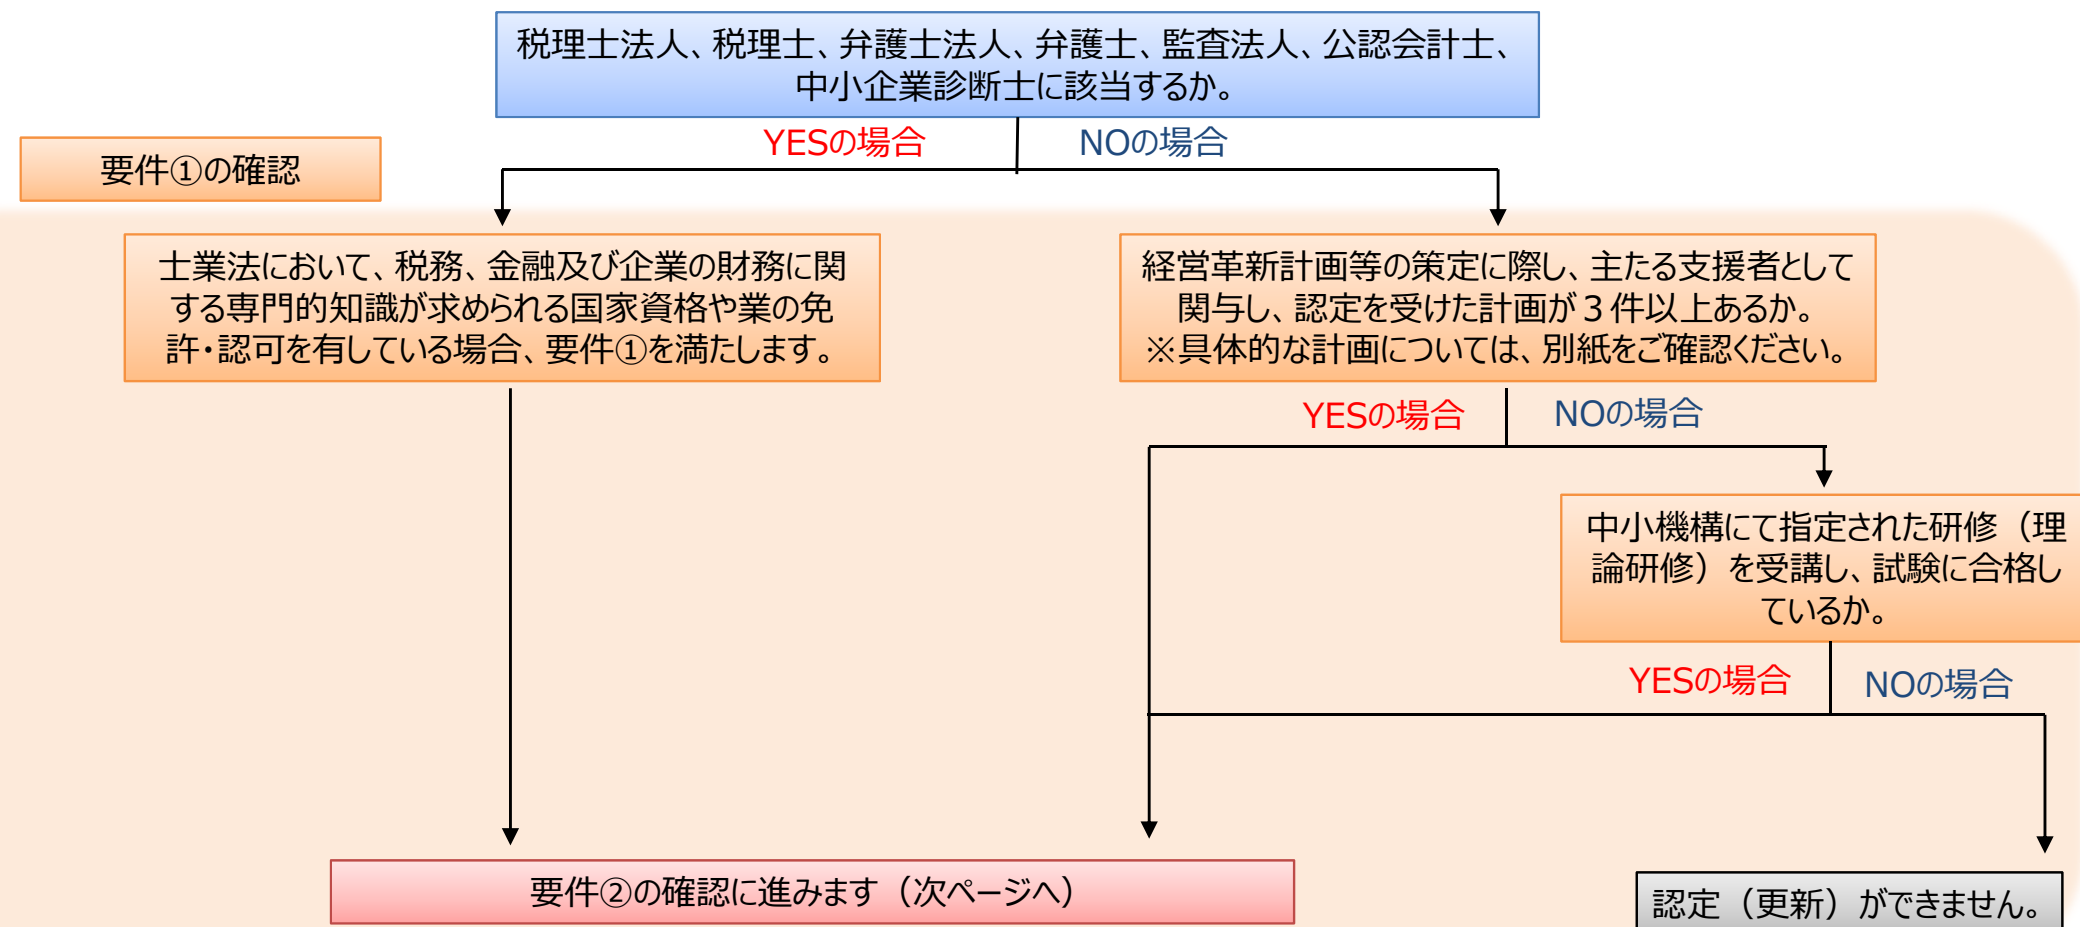 税理士法人、税理士、弁護士法人、弁護士、監査法人、公認会計士、
中小企業診断士に該当するか。
YESの場合
NOの場合
要件①の確認
士業法において、税務、金融及び企業の財務に関
する専門的知識が求められる国家資格や業の免
許・認可を有している場合、要件①を満たします。
経営革新計画等の策定に際し、主たる支援者として
関与し、認定を受けた計画が３件以上あるか。
※具体的な計画については、別紙をご確認ください。
YESの場合
NOの場合
中小機構にて指定された研修（理
論研修）を受講し、試験に合格し
ているか。
YESの場合
NOの場合
要件②の確認に進みます（次ページへ）
認定（更新）ができません。